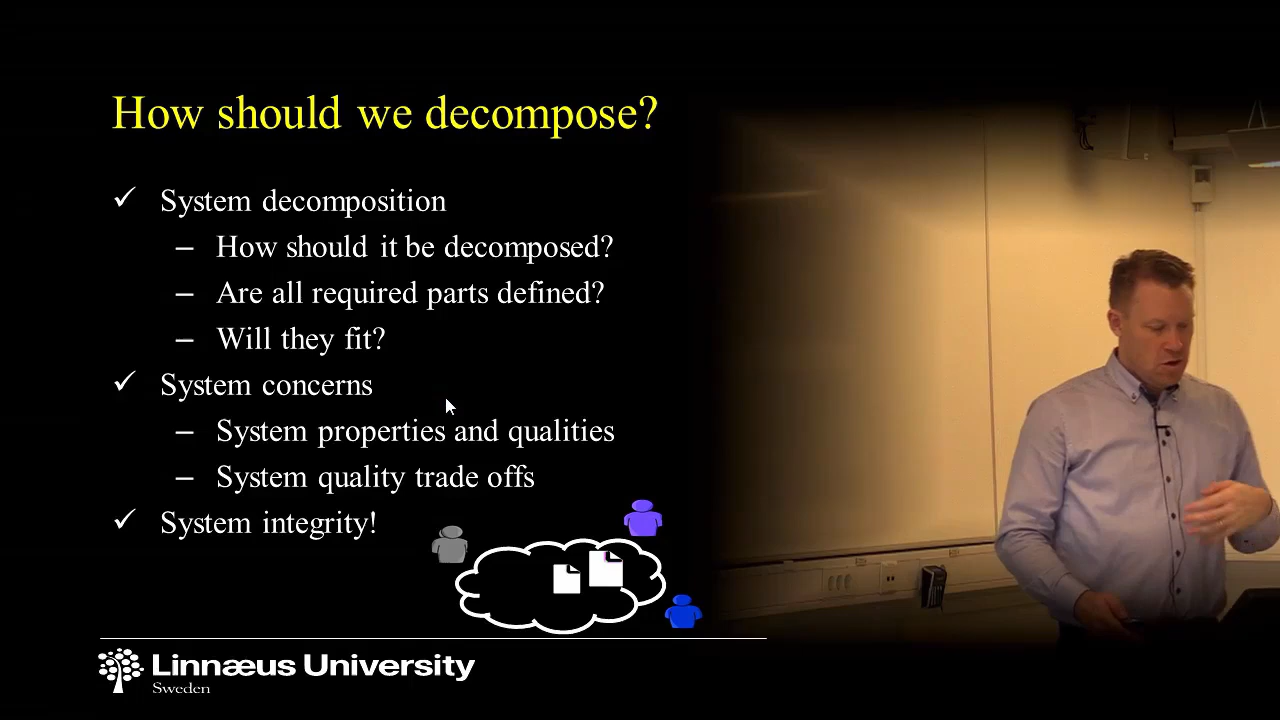 How should we decompose?
✓ System decomposition
– How should it be decomposed?
– Are all required parts defined?
– Will they fit?
✓ System concerns
– System properties and qualities
– System quality trade offs
✓ System integrity!
Linnæus University
Sweden